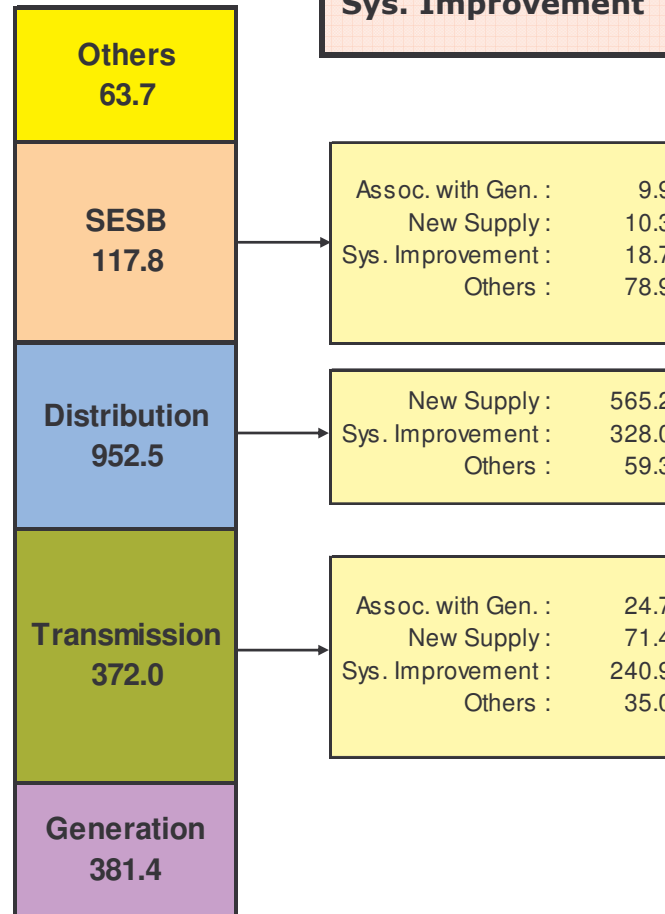 Sys. Improvement
Others
63.7
SESB
117.8
Assoc. with Gen. : 9.9
New Supply : 10.3
Sys. Improvement : 18.7
Others : 78.9
Distribution
952.5
New Supply : 565.2
Sys. Improvement : 328.0
Others : 59.3
Transmission
372.0
Assoc. with Gen. : 24.7
New Supply : 71.4
Sys. Improvement : 240.9
Others : 35.0
Generation
381.4